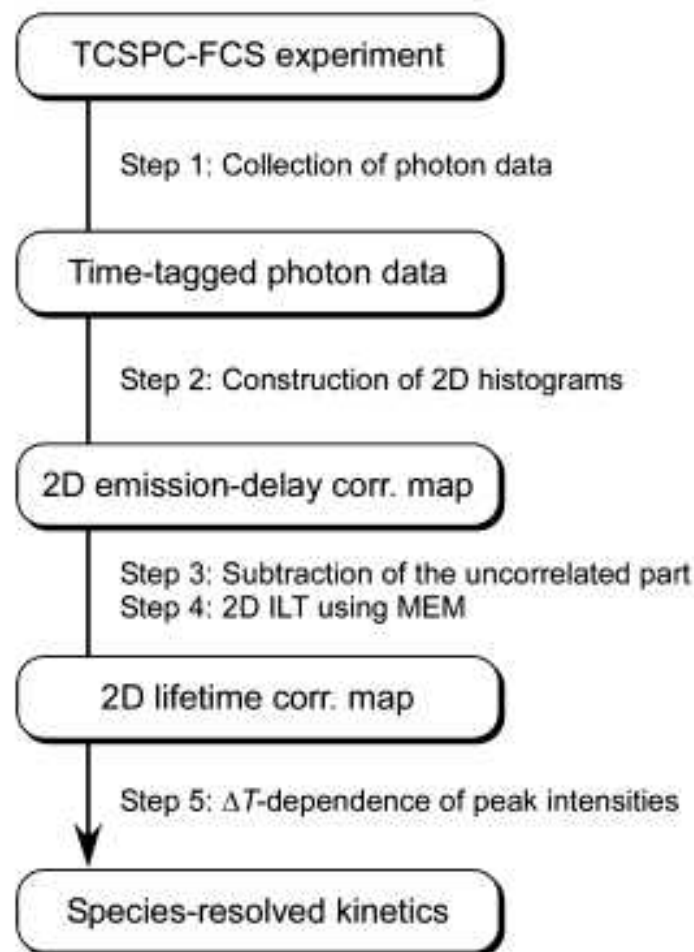 TCSPC-FCS experiment
Step 1: Collection of photon data
Time-tagged photon data
Step 2: Construction of 2D histograms
2D emission-delay corr. map
Step 3: Subtraction of the uncorrelated part
Step 4: 2D ILT using MEM
2D lifetime corr. map
Step 5: ΔT-dependence of peak intensities
Species-resolved kinetics